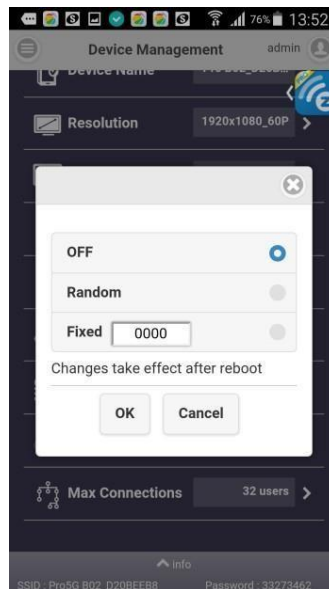 76% 13:52
Device Management admin
Device Name
Resolution 1920x1080_60P
OFF
Random
Fixed 0000
Changes take effect after reboot
OK Cancel
Max Connections 32 users
info
SSID : Pro5G B02_D20BEEB8 Password : 33273462